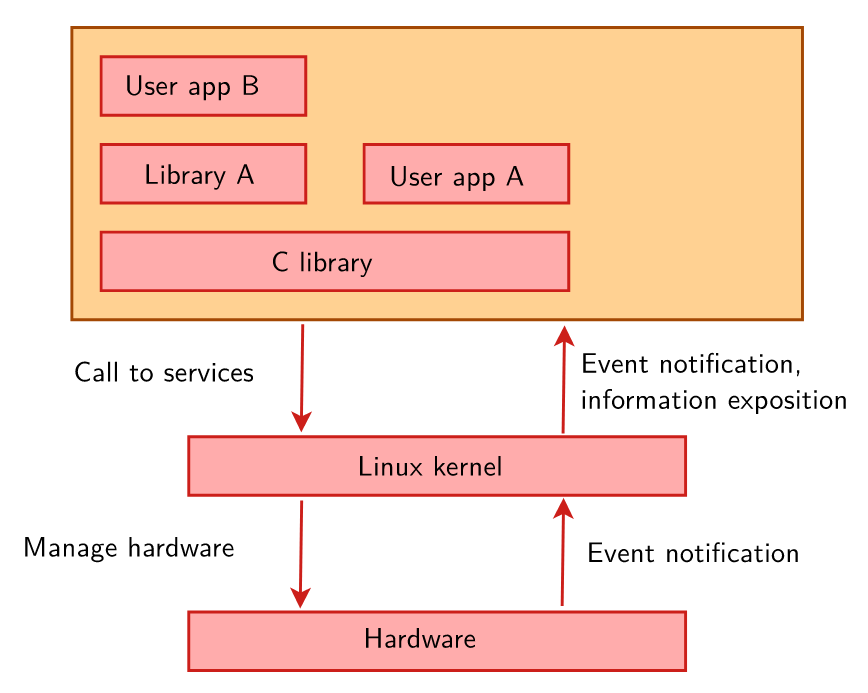 User app B
Library A
User app A
C library
Call to services
Event notification,
information exposition
Linux kernel
Manage hardware
Event notification
Hardware